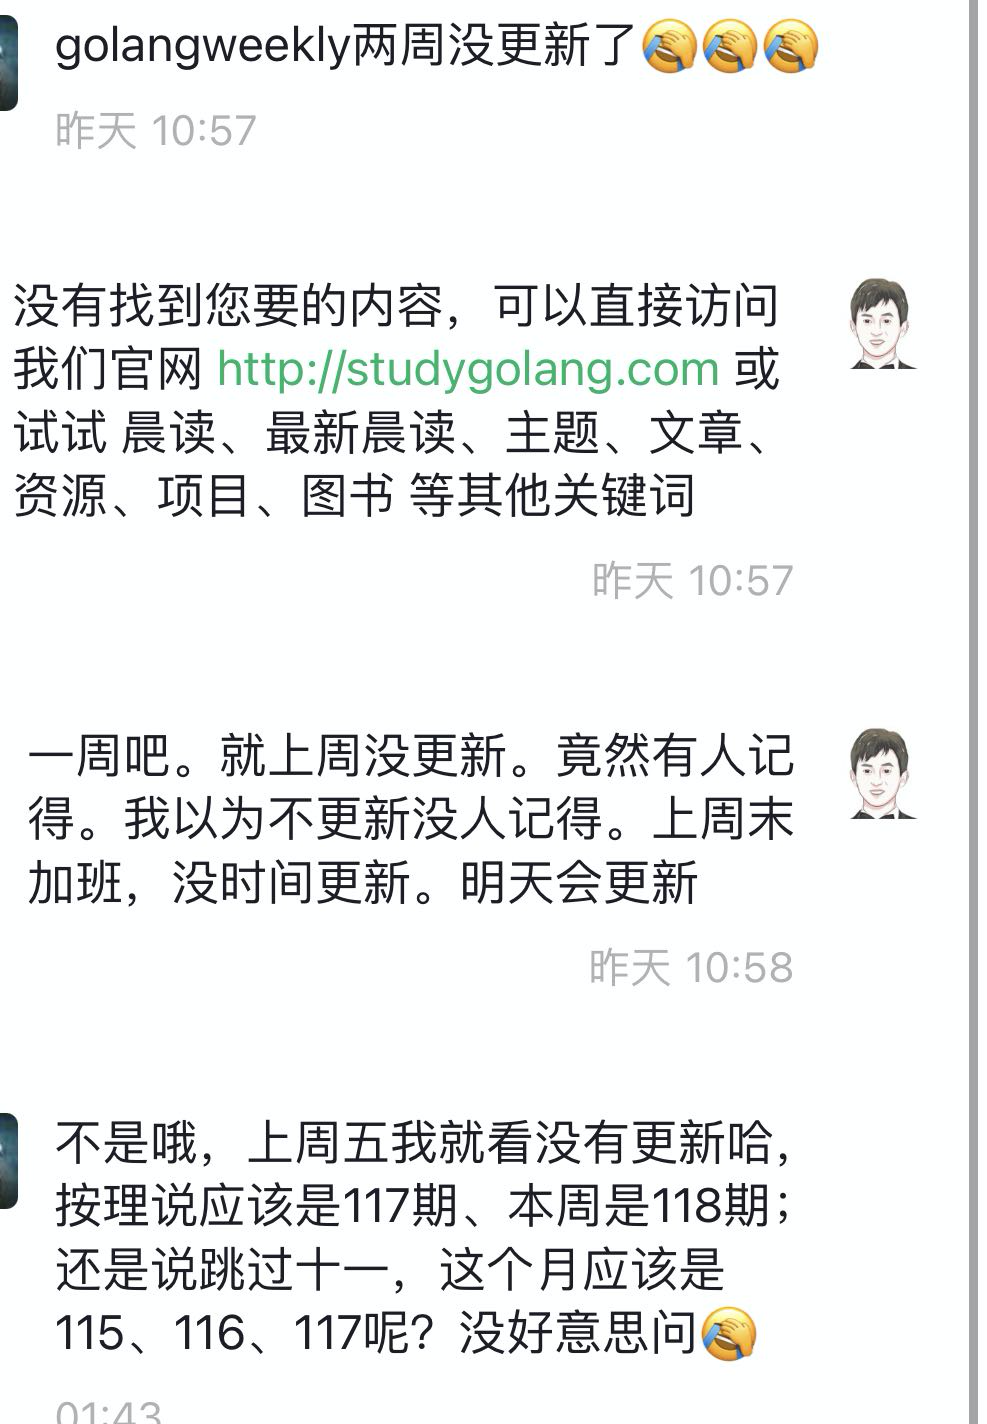 golangweekly两周没更新了🤦🤦🤦
昨天 10:57
没有找到您要的内容，可以直接访问
我们官网 http://studygolang.com 或
试试 晨读、最新晨读、主题、文章、
资源、项目、图书 等其他关键词
昨天 10:57
一周吧。就上周没更新。竟然有人记
得。我以为不更新没人记得。上周末
加班，没时间更新。明天会更新
昨天 10:58
不是哦，上周五我就看没有更新哈，
按理说应该是117期、本周是118期；
还是说跳过十一，这个月应该是
115、116、117呢？没好意思问🤦
01:43